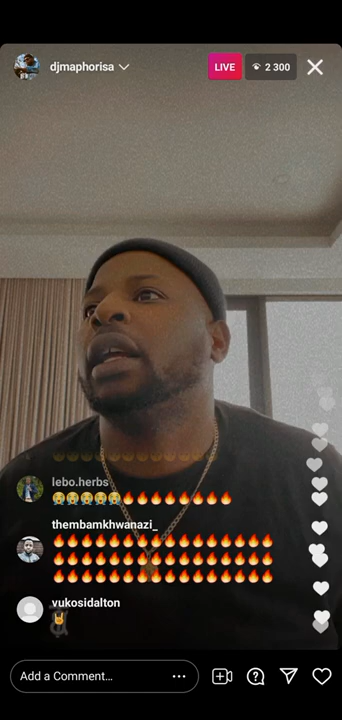 djmaphorisa
LIVE
2 300
lebo.herbs
😭😭😭😭😭🔥🔥🔥🔥🔥🔥🔥🔥
thembamkhwanazi_
🔥🔥🔥🔥🔥🔥🔥🔥🔥🔥🔥🔥🔥🔥🔥🔥
🔥🔥🔥🔥🔥🔥🔥🔥🔥🔥🔥🔥🔥🔥🔥🔥
🔥🔥🔥🔥🔥🔥🔥🔥🔥🔥🔥🔥🔥🔥🔥🔥
vukosidalton
🤘
Add a Comment...